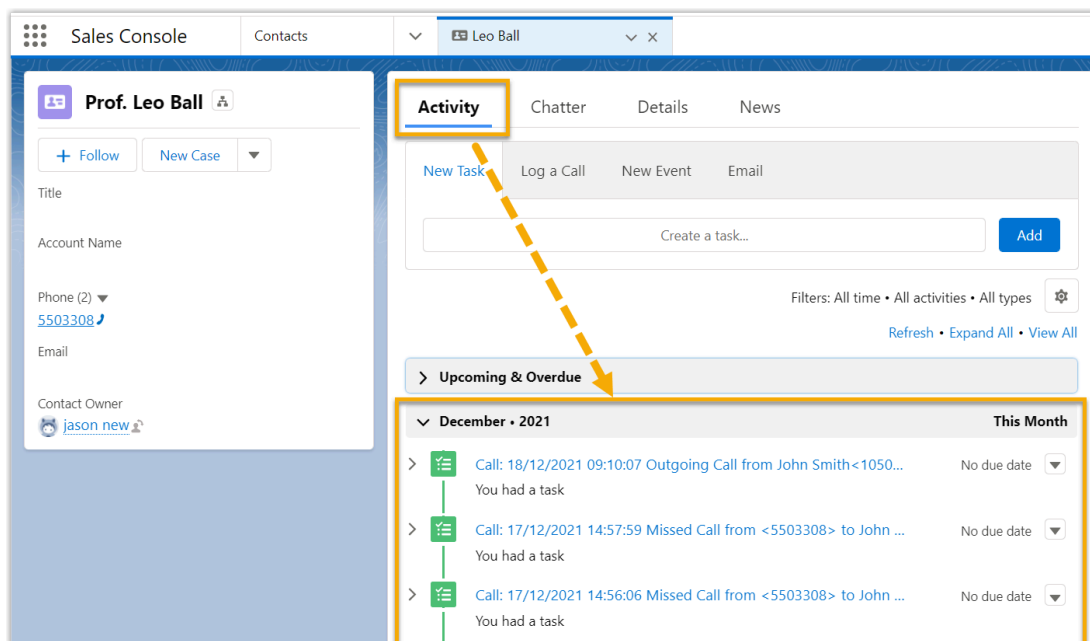 Sales Console
Contacts
Leo Ball
Prof. Leo Ball
+ Follow
New Case
Title
Account Name
Phone (2)
5503308
Email
Contact Owner
jason new
Activity
Chatter
Details
News
New Task
Log a Call
New Event
Email
Create a task...
Add
Filters: All time • All activities • All types
Refresh • Expand All • View All
Upcoming & Overdue
December • 2021
This Month
Call: 18/12/2021 09:10:07 Outgoing Call from John Smith<1050...
No due date
You had a task
Call: 17/12/2021 14:57:59 Missed Call from <5503308> to John ...
No due date
You had a task
Call: 17/12/2021 14:56:06 Missed Call from <5503308> to John ...
No due date
You had a task